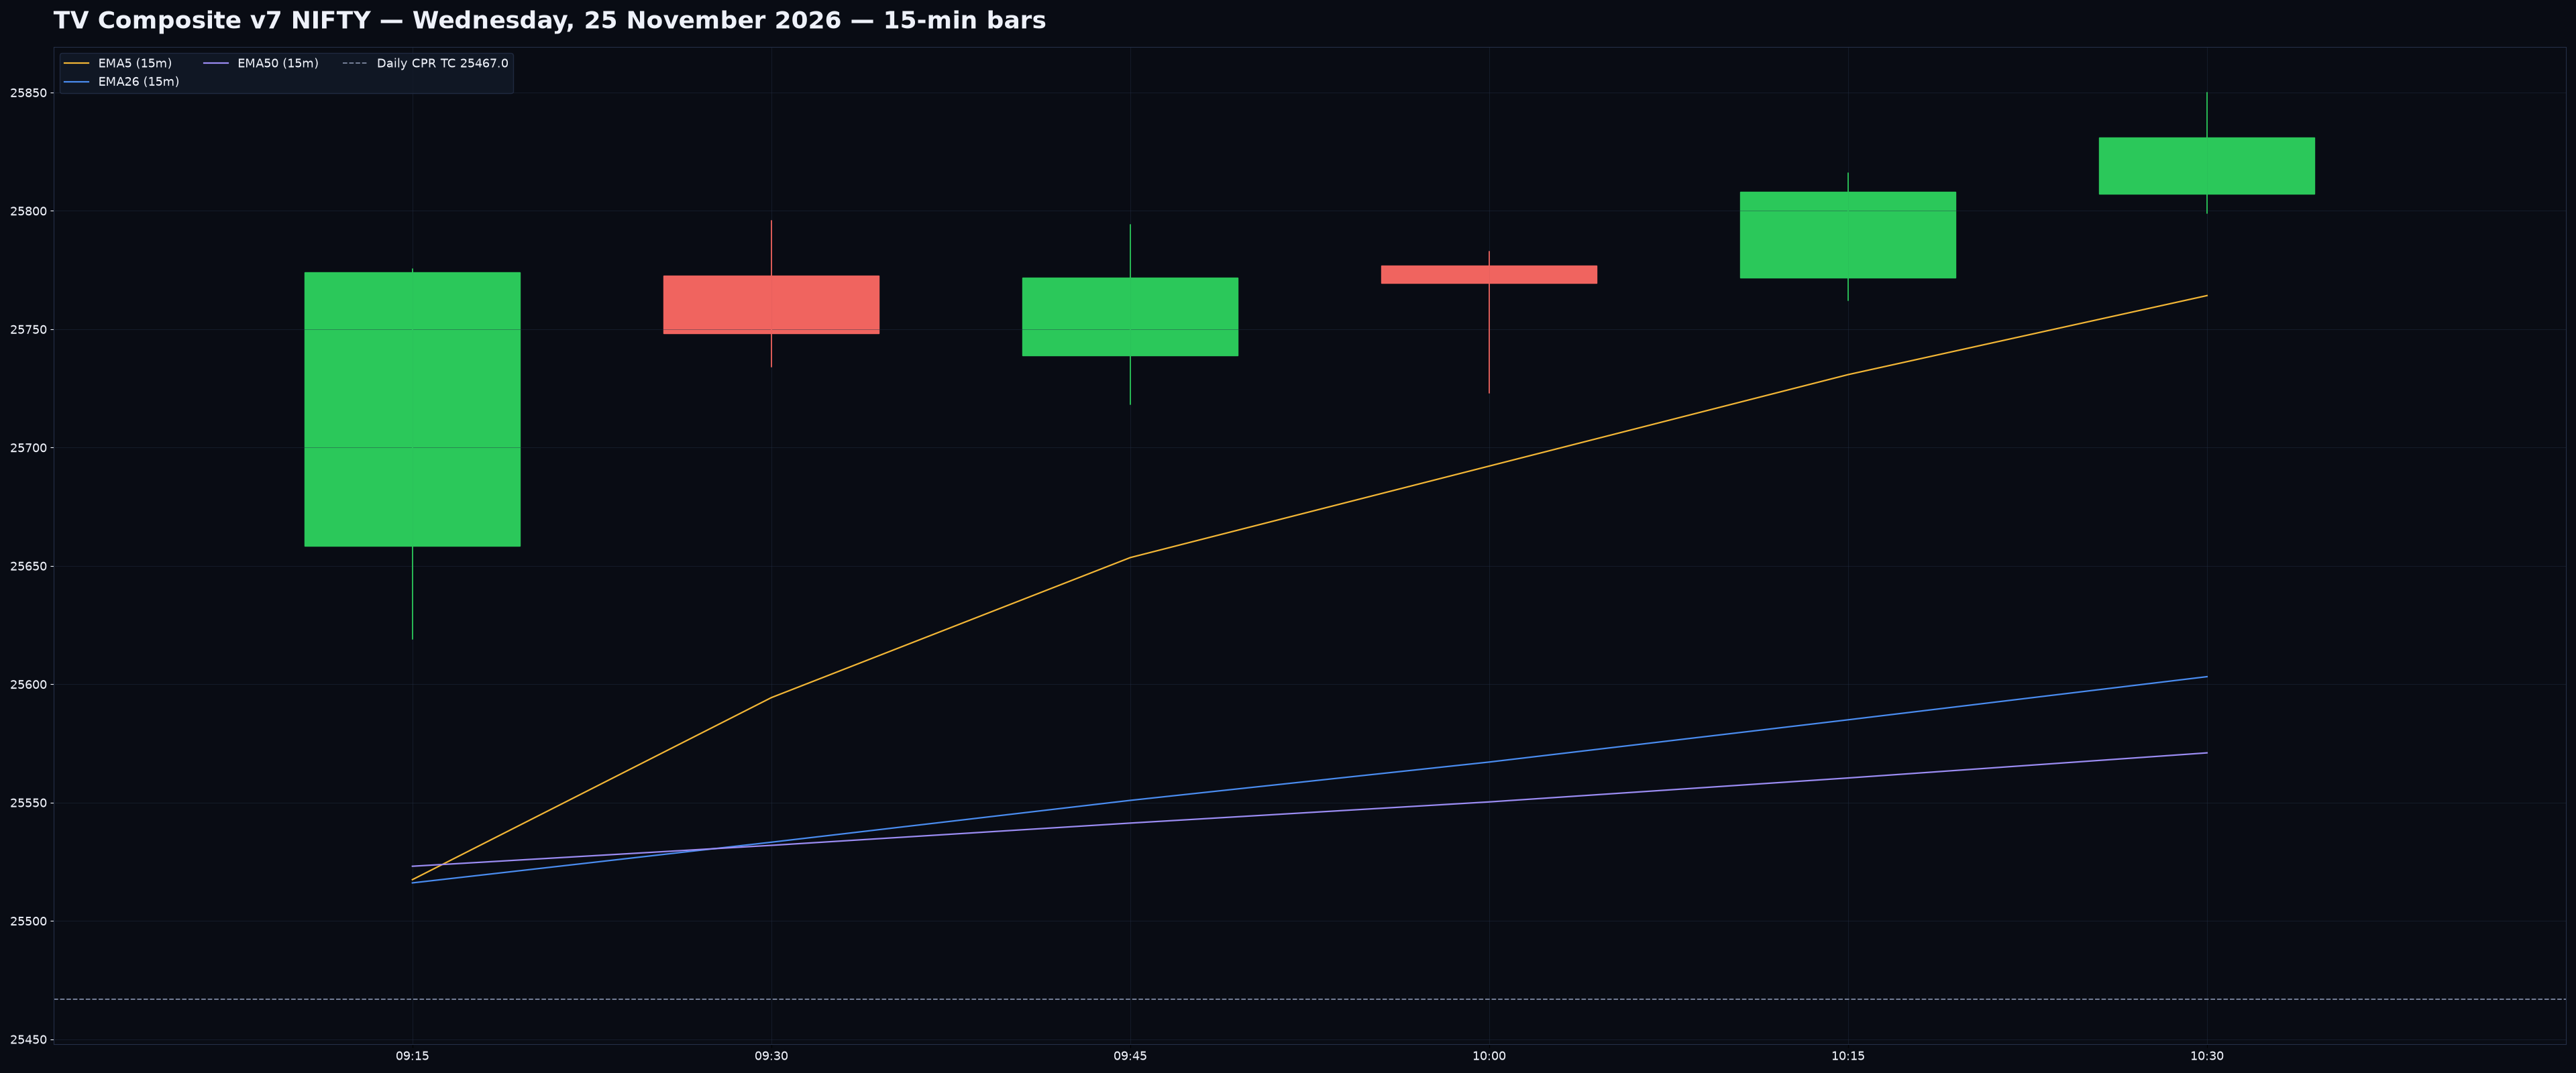 TV Composite v7 NIFTY — Wednesday, 25 November 2026 — 15-min bars
EMA5 (15m) EMA50 (15m) Daily CPR TC 25467.0
EMA26 (15m)
25850
25800
25750
25700
25650
25600
25550
25500
25450
09:15 09:30 09:45 10:00 10:15 10:30